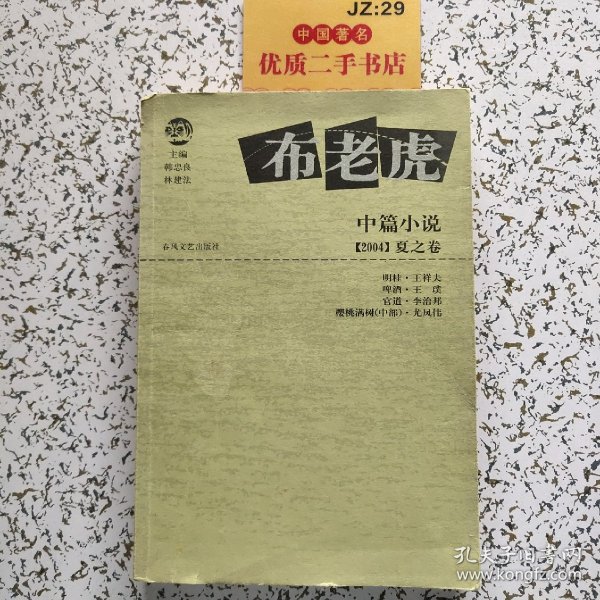 JZ:29
中国著名
优质二手书店
主编
韩忠良
林建法
布老虎
中篇小说
春风文艺出版社
【2004】夏之卷
明桂·王祥夫
啤酒·王璞
官道·李治邦
樱桃满树(中部)·尤凤伟
孔夫子旧书网
www.kongfz.com